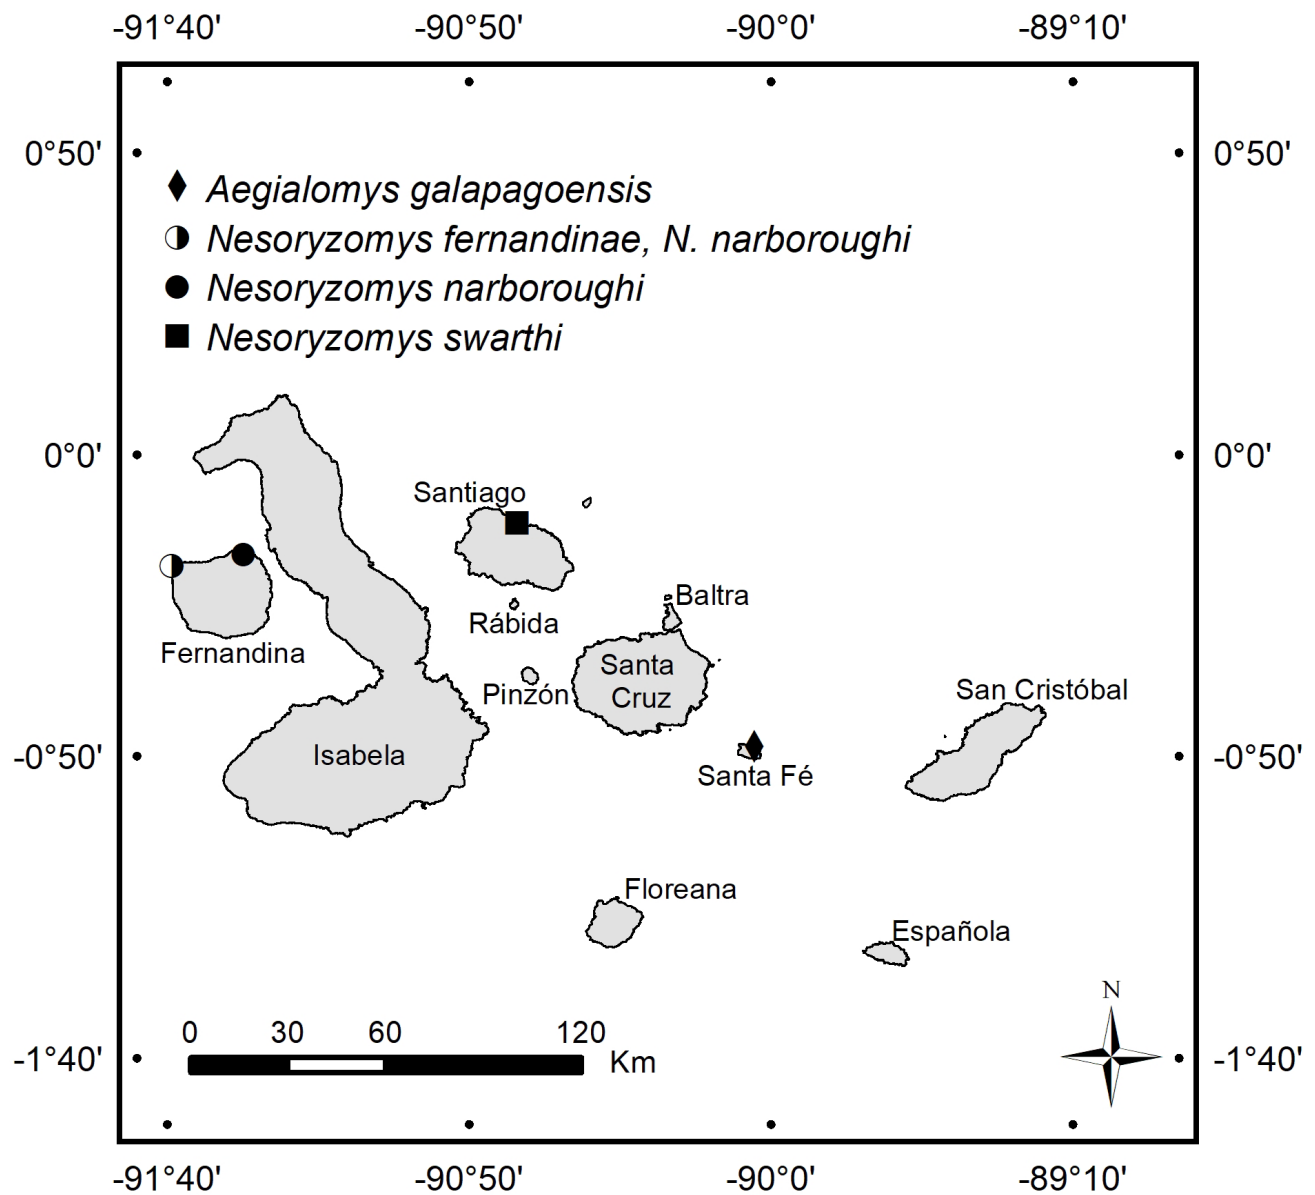 -91°40' -90°50' -90°0' -89°10'
0°50' 0°50'
Aegialomys galapagoensis
Nesoryzomys fernandinae, N. narboroughi
Nesoryzomys narboroughi
Nesoryzomys swarthi
0°0' 0°0'
Santiago
Baltra
Rábida
Fernandina
Santa
Cruz
Pinzón
San Cristóbal
Isabela
-0°50' -0°50'
Santa Fé
Floreana
Española
N
0 30 60 120
Km
-1°40' -1°40'
-91°40' -90°50' -90°0' -89°10'